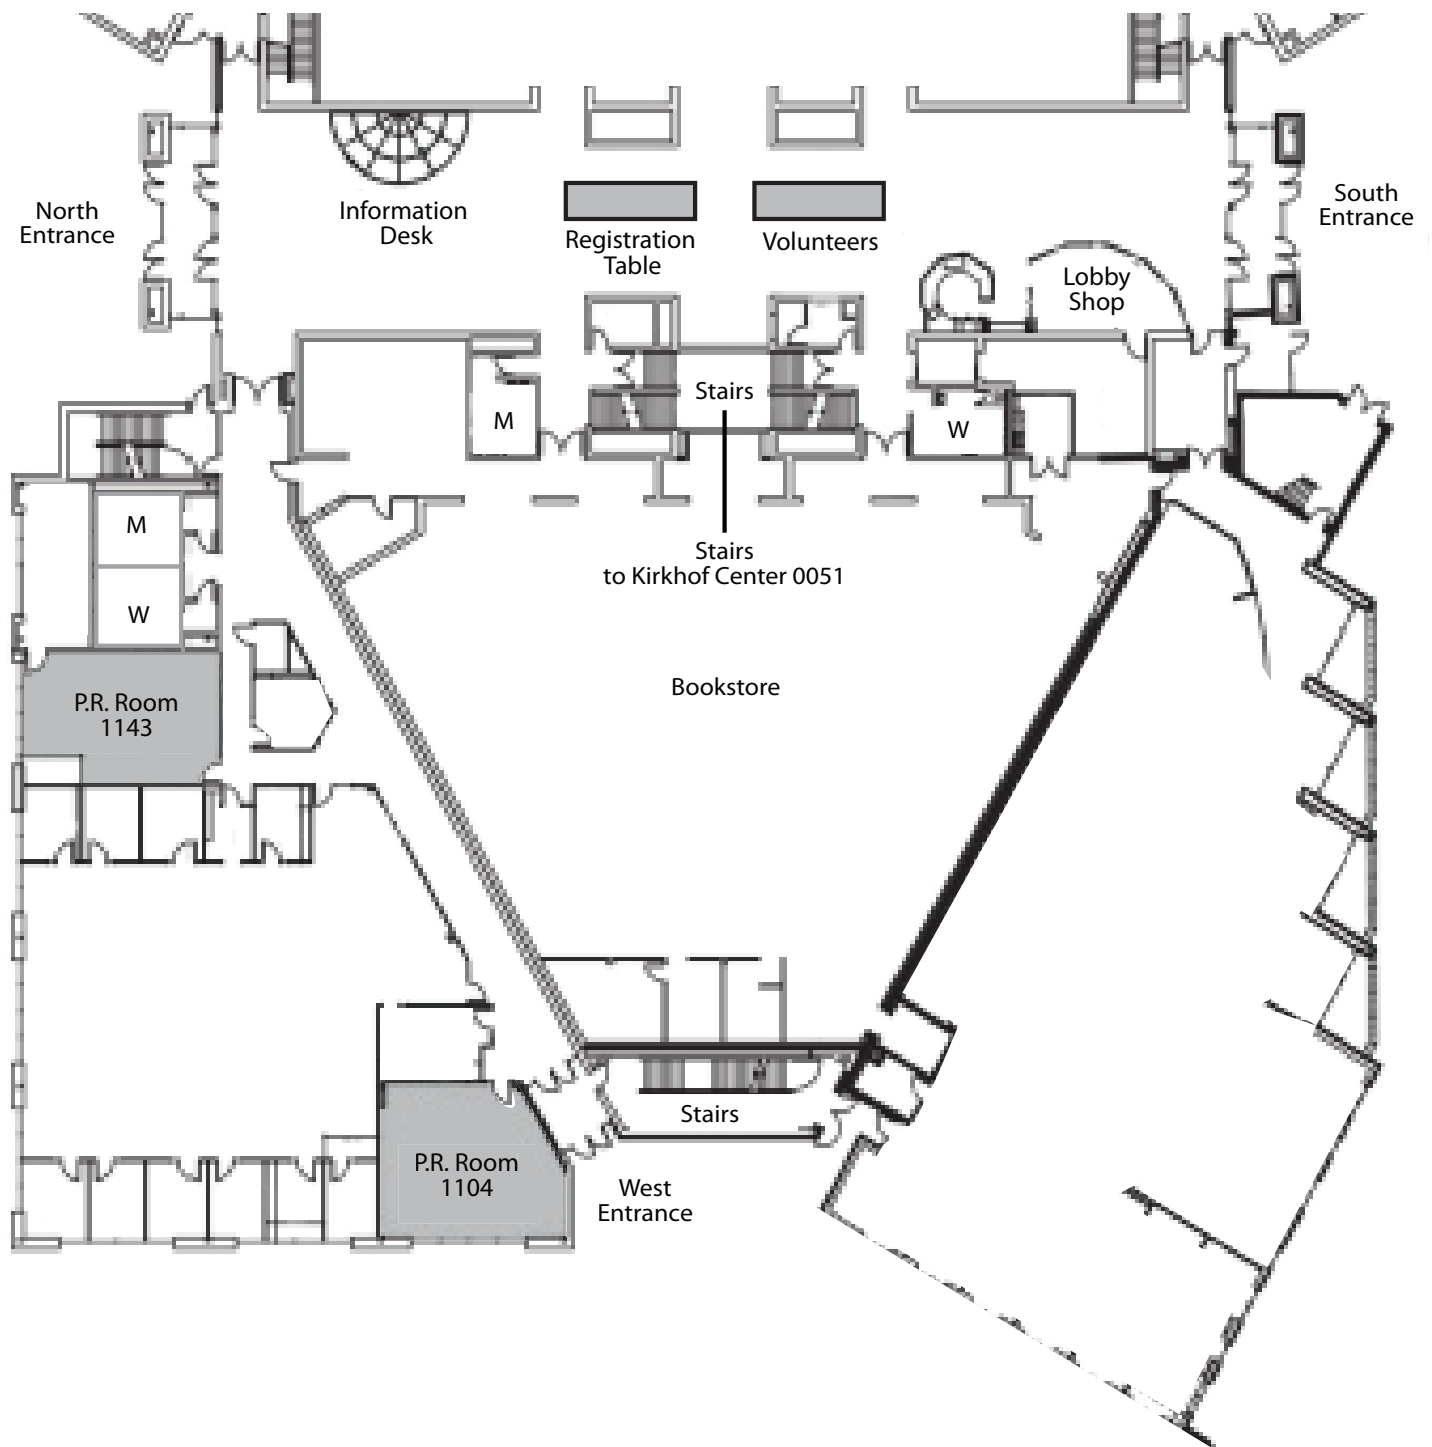 North
Entrance
Information
Desk
Registration
Table
Volunteers
Lobby
Shop
South
Entrance
M
Stairs
W
M
W
Stairs
to Kirkhof Center 0051
Bookstore
P.R. Room
1143
Stairs
P.R. Room
1104
West
Entrance